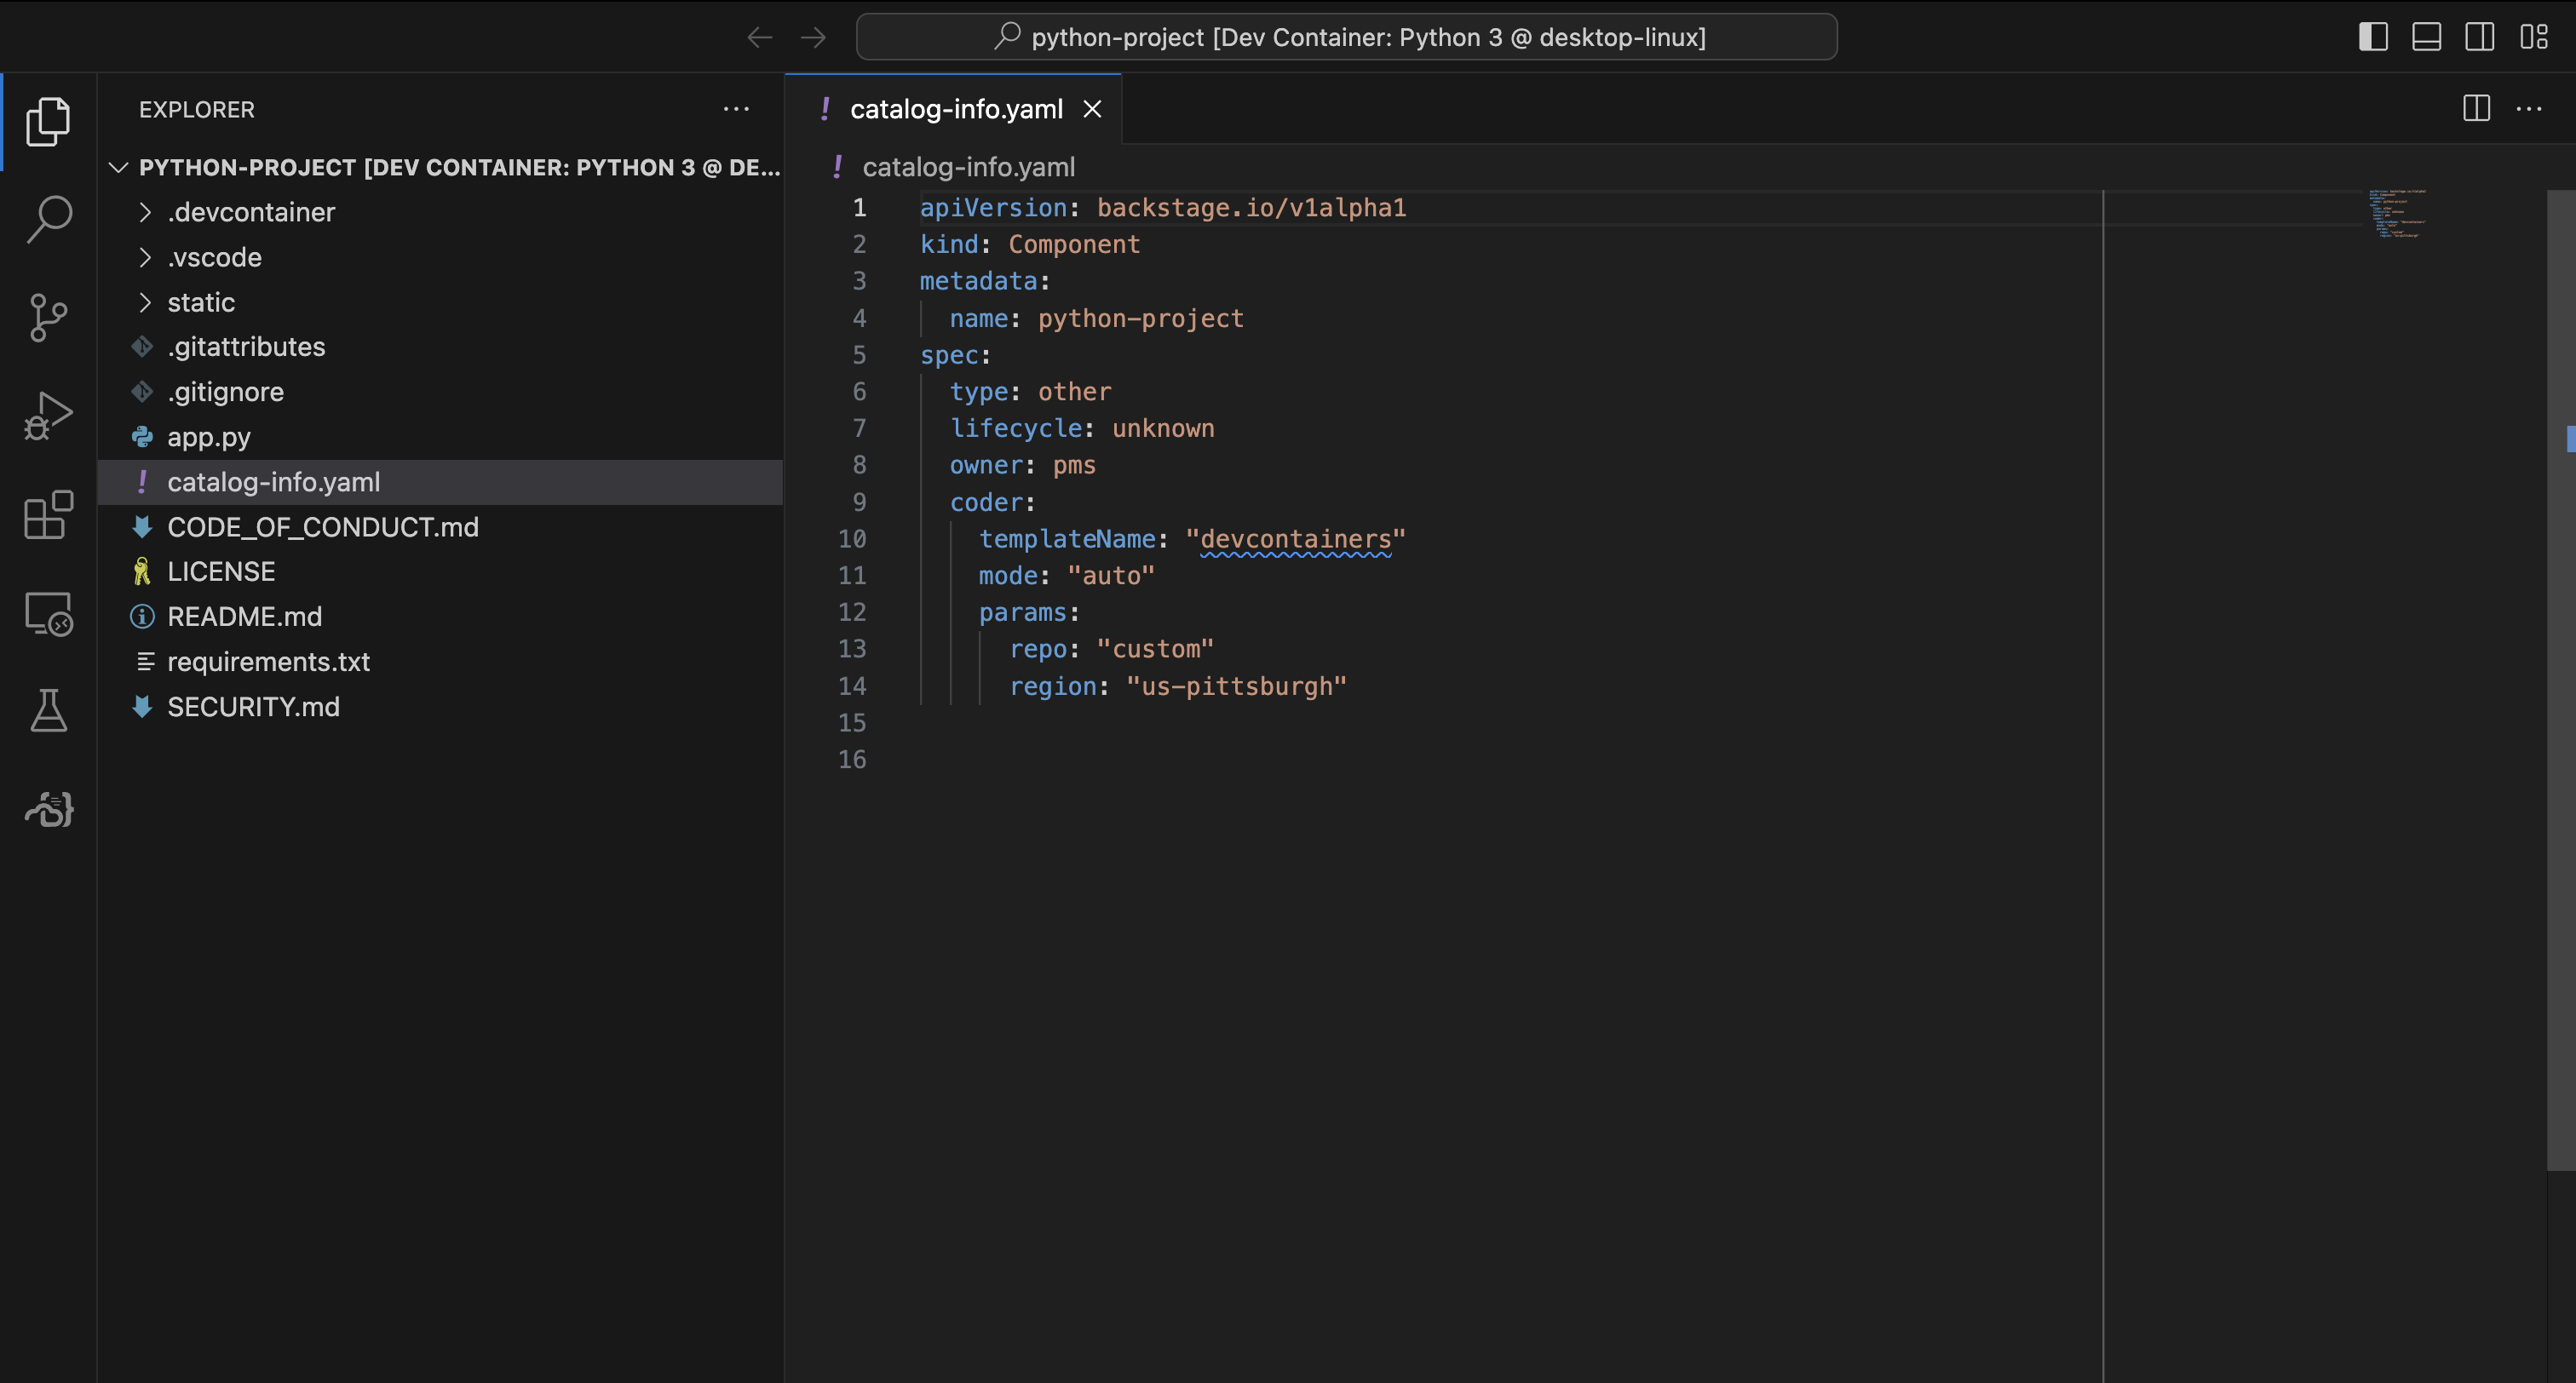 python-project [Dev Container: Python 3 @ desktop-linux]
EXPLORER
PYTHON-PROJECT [DEV CONTAINER: PYTHON 3 @ DE...
.devcontainer
.vscode
static
.gitattributes
.gitignore
app.py
catalog-info.yaml
CODE_OF_CONDUCT.md
LICENSE
README.md
requirements.txt
SECURITY.md
catalog-info.yaml
catalog-info.yaml
1 apiVersion: backstage.io/v1alpha1
2 kind: Component
3 metadata:
4 name: python-project
5 spec:
6 type: other
7 lifecycle: unknown
8 owner: pms
9 coder:
10 templateName: "devcontainers"
11 mode: "auto"
12 params:
13 repo: "custom"
14 region: "us-pittsburgh"
15
16